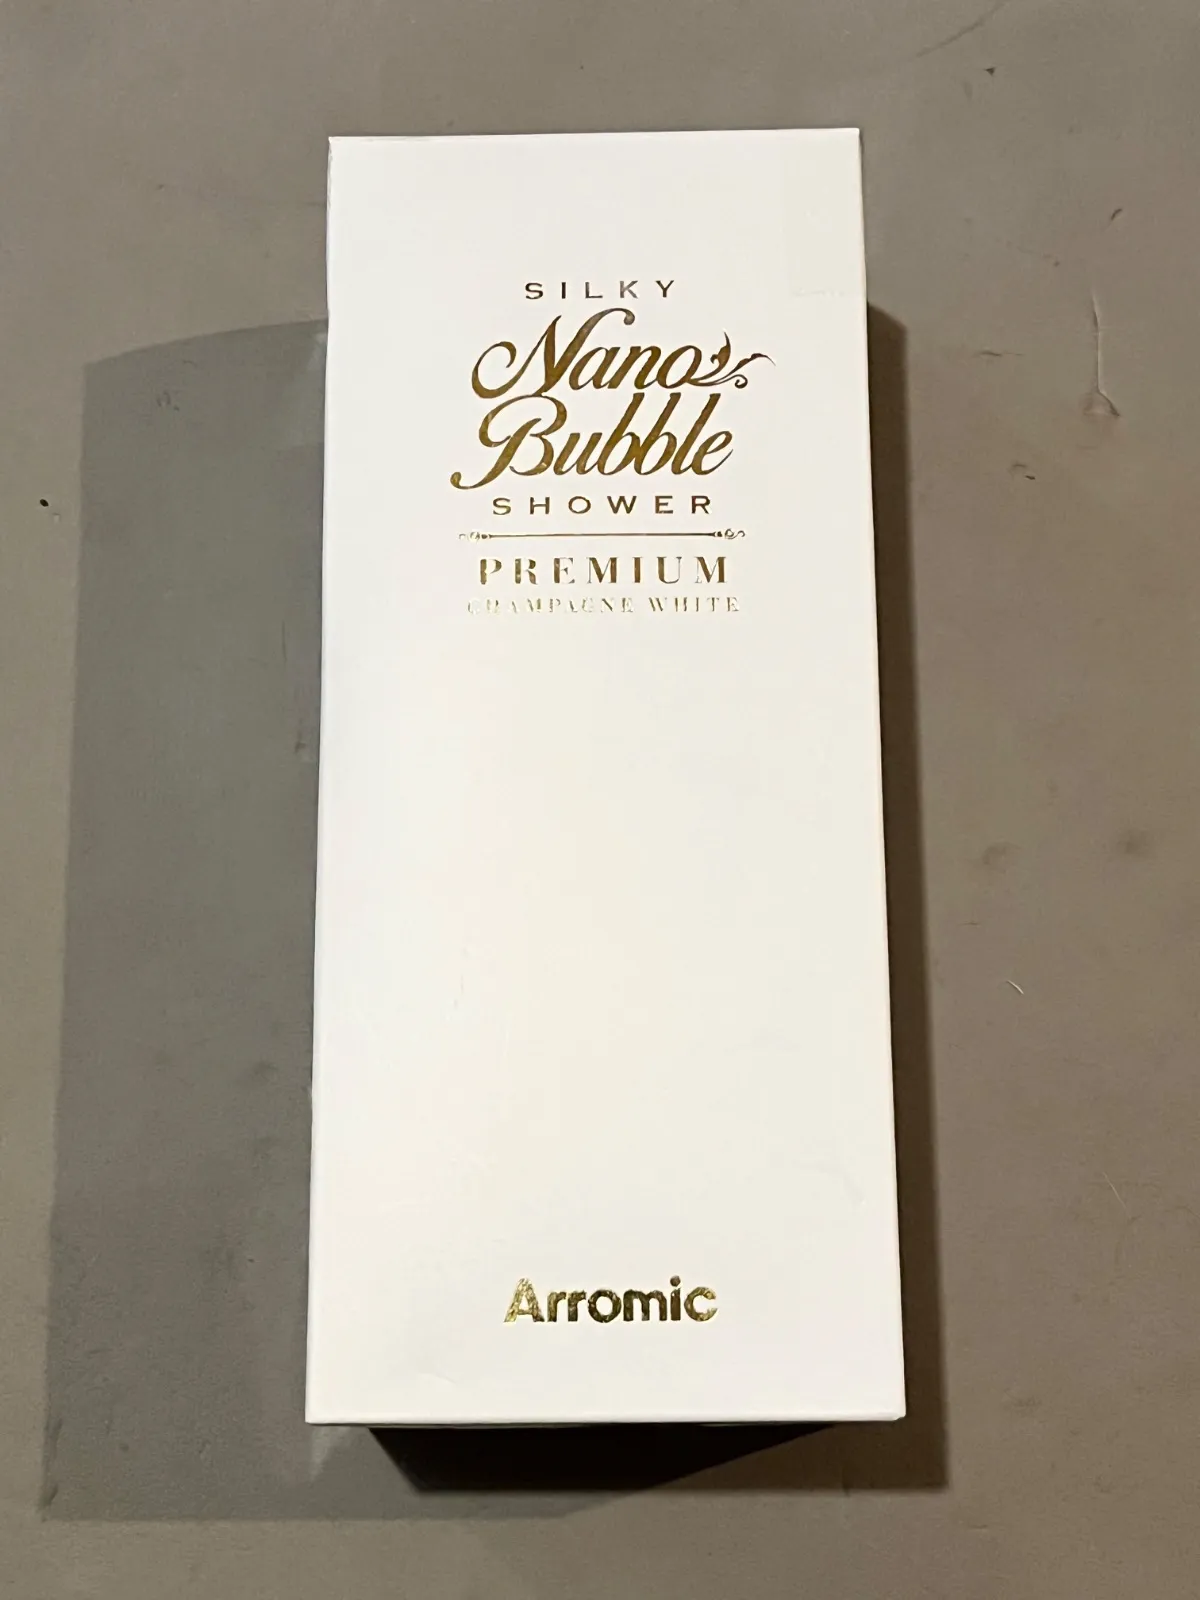 SILKY
Nano
Bubble
SHOWER
PREMIUM
CHAMPAGNE WHITE
Arromic